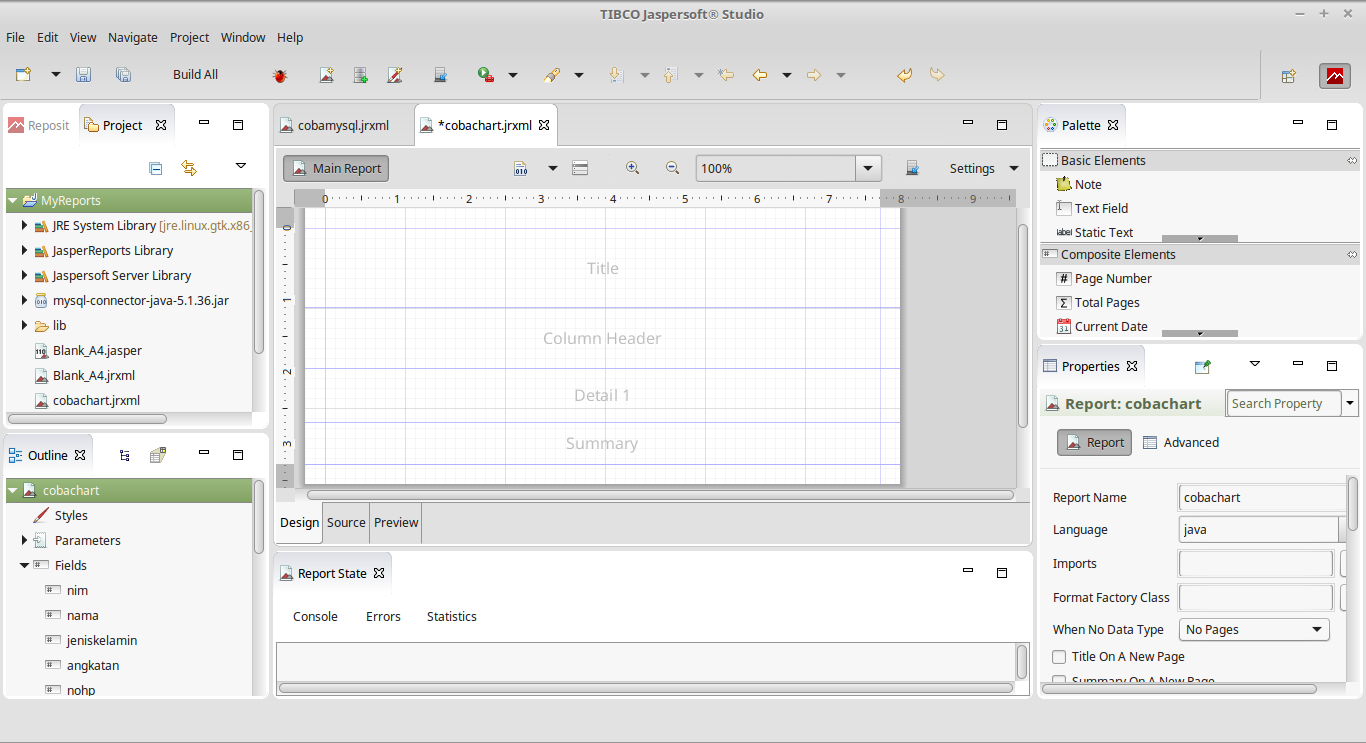 TIBCO Jaspersoft® Studio
File Edit View Navigate Project Window Help
Build All
Reposit Project
MyReports
JRE System Library [jre.linux.gtk.x86_
JasperReports Library
Jaspersoft Server Library
mysql-connector-java-5.1.36.jar
lib
Blank_A4.jasper
Blank_A4.jrxml
cobachart.jrxml
Outline
cobachart
Styles
Parameters
Fields
nim
nama
jeniskelamin
angkatan
nohp
cobamysql.jrxml *cobachart.jrxml
Main Report 100% Settings
0 1 2 3 4 5 6 7 8 9
0
1
2
3
Title
Column Header
Detail 1
Summary
Design Source Preview
Report State
Console Errors Statistics
Palette
Basic Elements
Note
Text Field
Static Text
Composite Elements
Page Number
Total Pages
Current Date
Properties
Report: cobachart Search Property
Report Advanced
Report Name cobachart
Language java
Imports
Format Factory Class
When No Data Type No Pages
Title On A New Page
Summary On A New Page